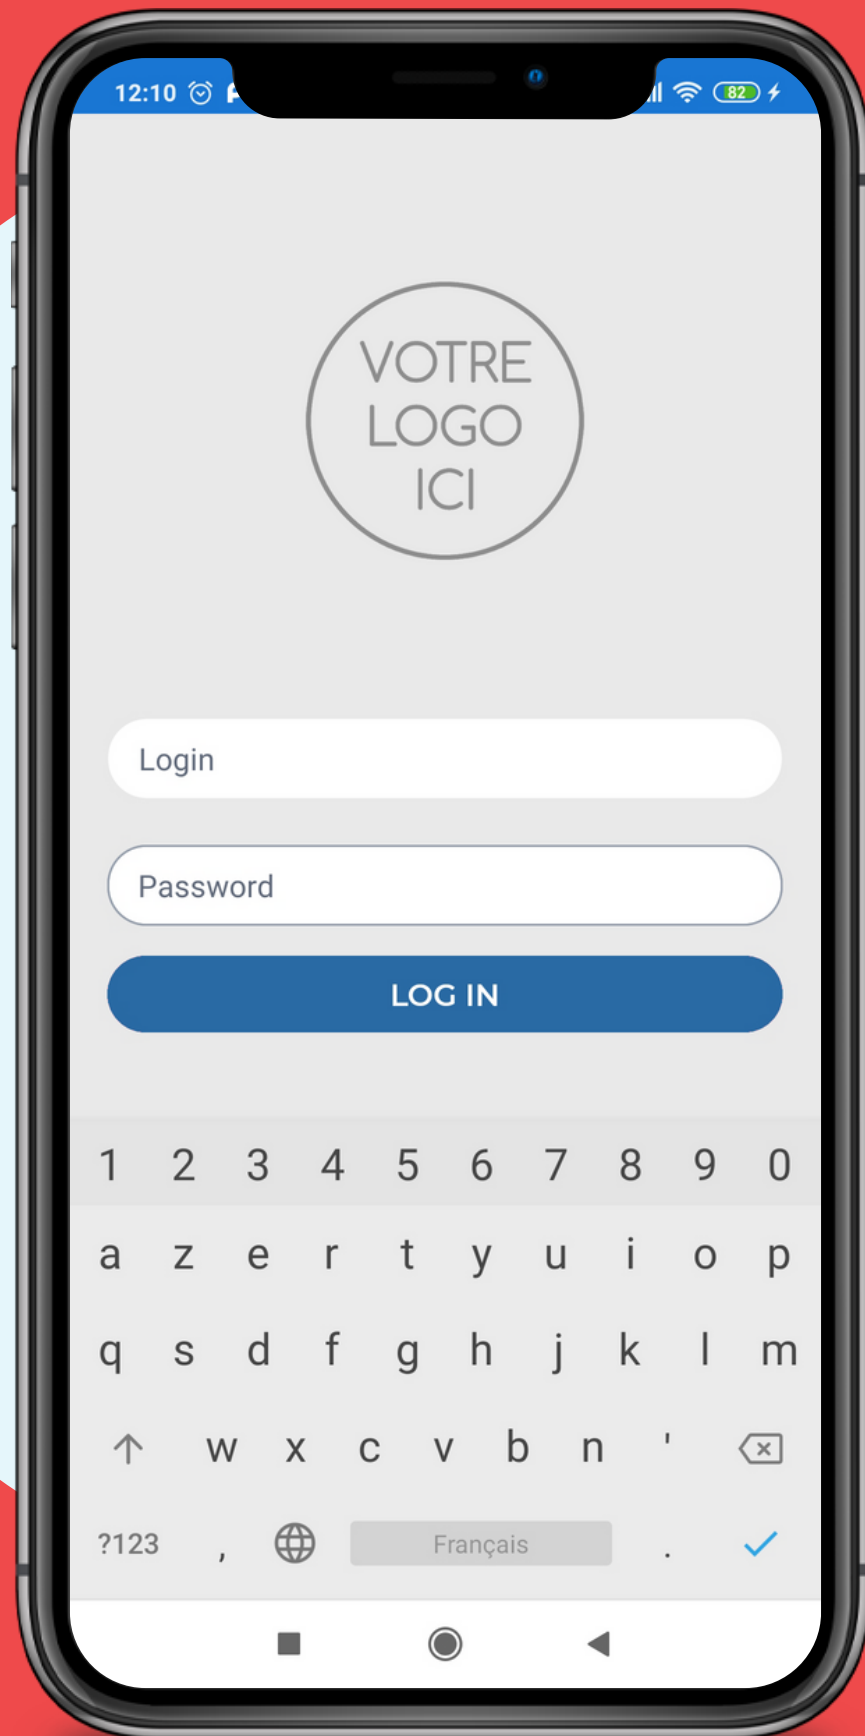 12:10
82
VOTRE
LOGO
ICI
Login
Password
LOG IN
1 2 3 4 5 6 7 8 9 0
a z e r t y u i o p
q s d f g h j k l m
w x c v b n '
?123 , Français .